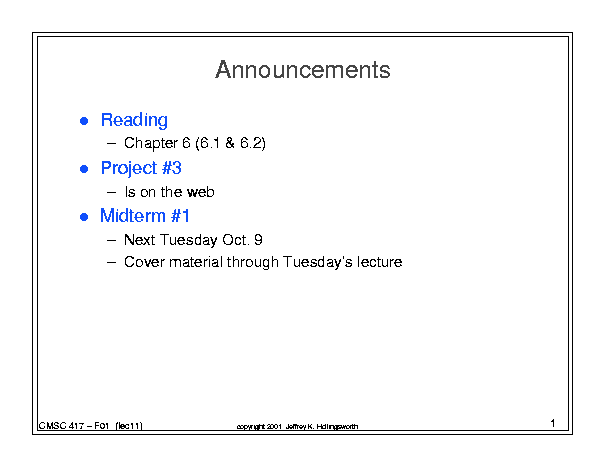 Announcements
● Reading
– Chapter 6 (6.1 & 6.2)
● Project #3
– Is on the web
● Midterm #1
– Next Tuesday Oct. 9
– Cover material through Tuesday's lecture
CMSC 417 – F01 (lec11)
copyright 2001 Jeffrey K. Hollingsworth
1